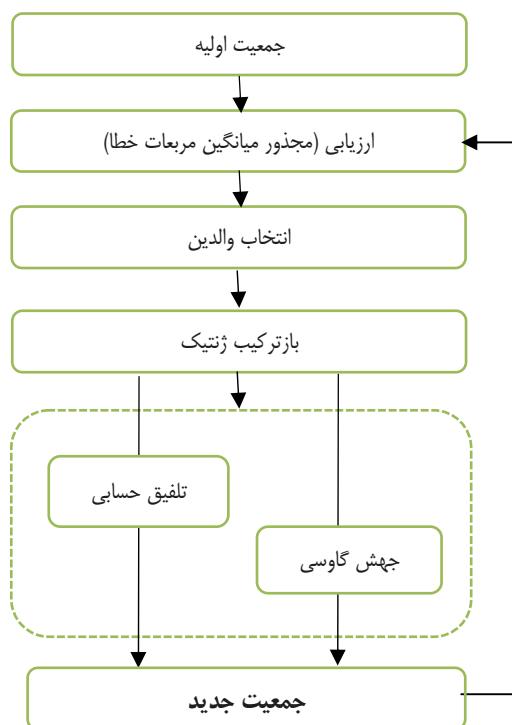 جمعیت اولیه
ارزیابی (مجذور میانگین مربعات خطا)
انتخاب والدین
بازترکیب ژنتیک
تلفیق حسابی
جهش گاوسی
جمعیت جدید